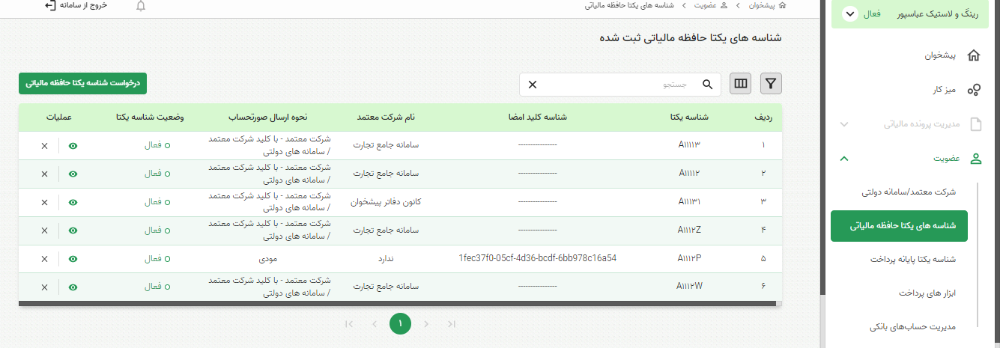 رینگ و لاستیک عباسپور فعال
پیشخوان
میز کار
مدیریت پرونده مالیاتی
عضویت
شرکت معتمد/سامانه دولتی
شناسه های یکتا حافظه مالیاتی
شناسه یکتا پایانه پرداخت
ابزار های پرداخت
مدیریت حساب‌های بانکی
پیشخوان عضویت شناسه های یکتا حافظه مالیاتی
خروج از سامانه
شناسه های یکتا حافظه مالیاتی ثبت شده
جستجو
درخواست شناسه یکتا حافظه مالیاتی
ردیف شناسه یکتا شناسه کلید امضا نام شرکت معتمد نحوه ارسال صورتحساب وضعیت شناسه یکتا عملیات
۱ A۱۱۱۱۳ --------------- سامانه جامع تجارت شرکت معتمد - با کلید شرکت معتمد / سامانه های دولتی فعال
۲ A۱۱۱۱۲ --------------- سامانه جامع تجارت شرکت معتمد - با کلید شرکت معتمد / سامانه های دولتی فعال
۳ A۱۱۱۳۱ --------------- کانون دفاتر پیشخوان شرکت معتمد - با کلید شرکت معتمد / سامانه های دولتی فعال
۴ A۱۱۱۲Z --------------- سامانه جامع تجارت شرکت معتمد - با کلید شرکت معتمد / سامانه های دولتی فعال
۵ A۱۱۱۲P 1fec37f0-05cf-4d36-bcdf-6bb978c16a54 ندارد مودی فعال
۶ A۱۱۱۲W --------------- سامانه جامع تجارت شرکت معتمد - با کلید شرکت معتمد / سامانه های دولتی فعال
۱